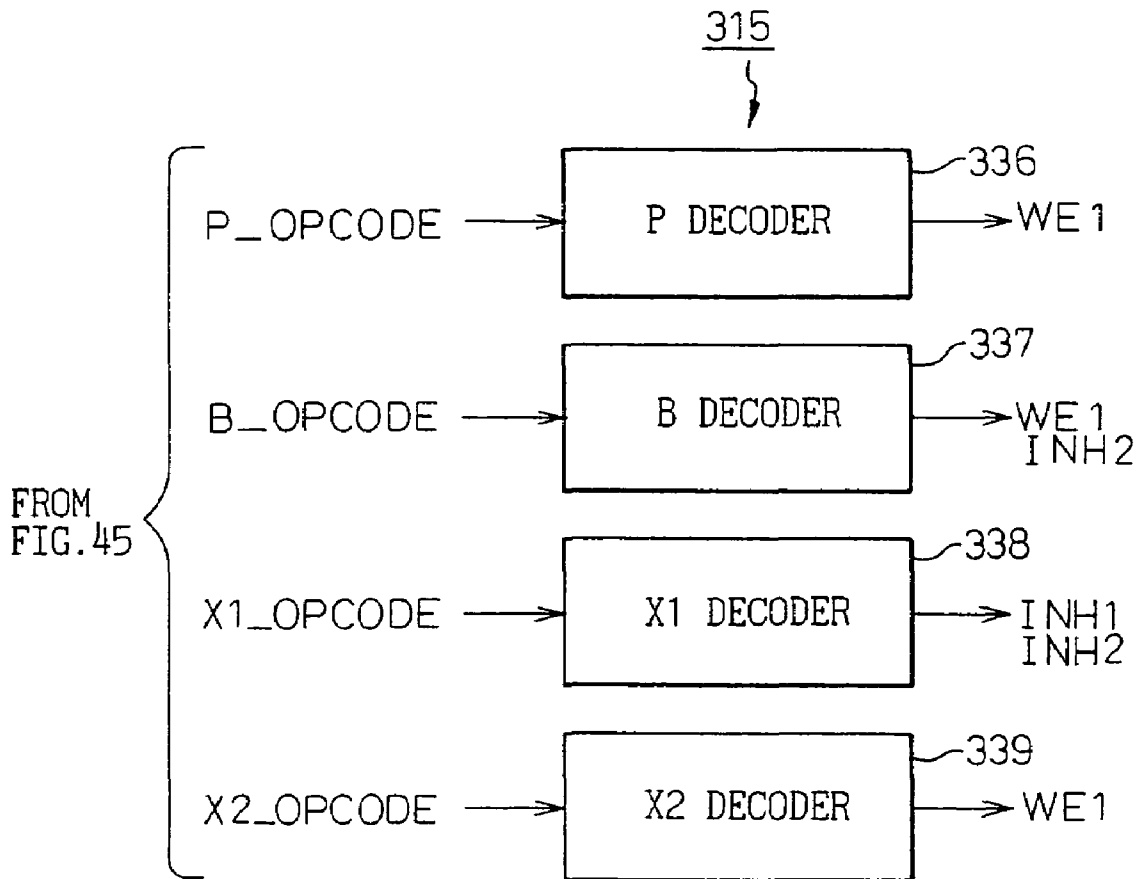 315
P_OPCODE
P DECODER
336
WE1
B_OPCODE
B DECODER
337
WE1
INH2
FROM
FIG.45
X1_OPCODE
X1 DECODER
338
INH1
INH2
X2_OPCODE
X2 DECODER
339
WE1